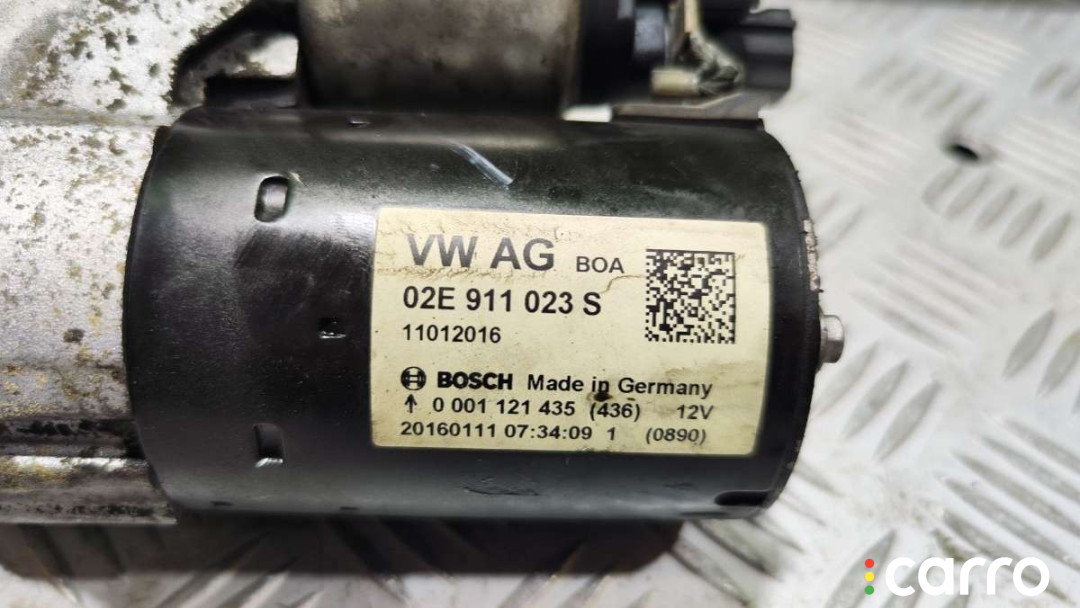 VW AG BOA
02E 911 023 S
11012016
BOSCH Made in Germany
↑ 0 001 121 435 (436) 12V
20160111 07:34:09 1 (0890)
carro